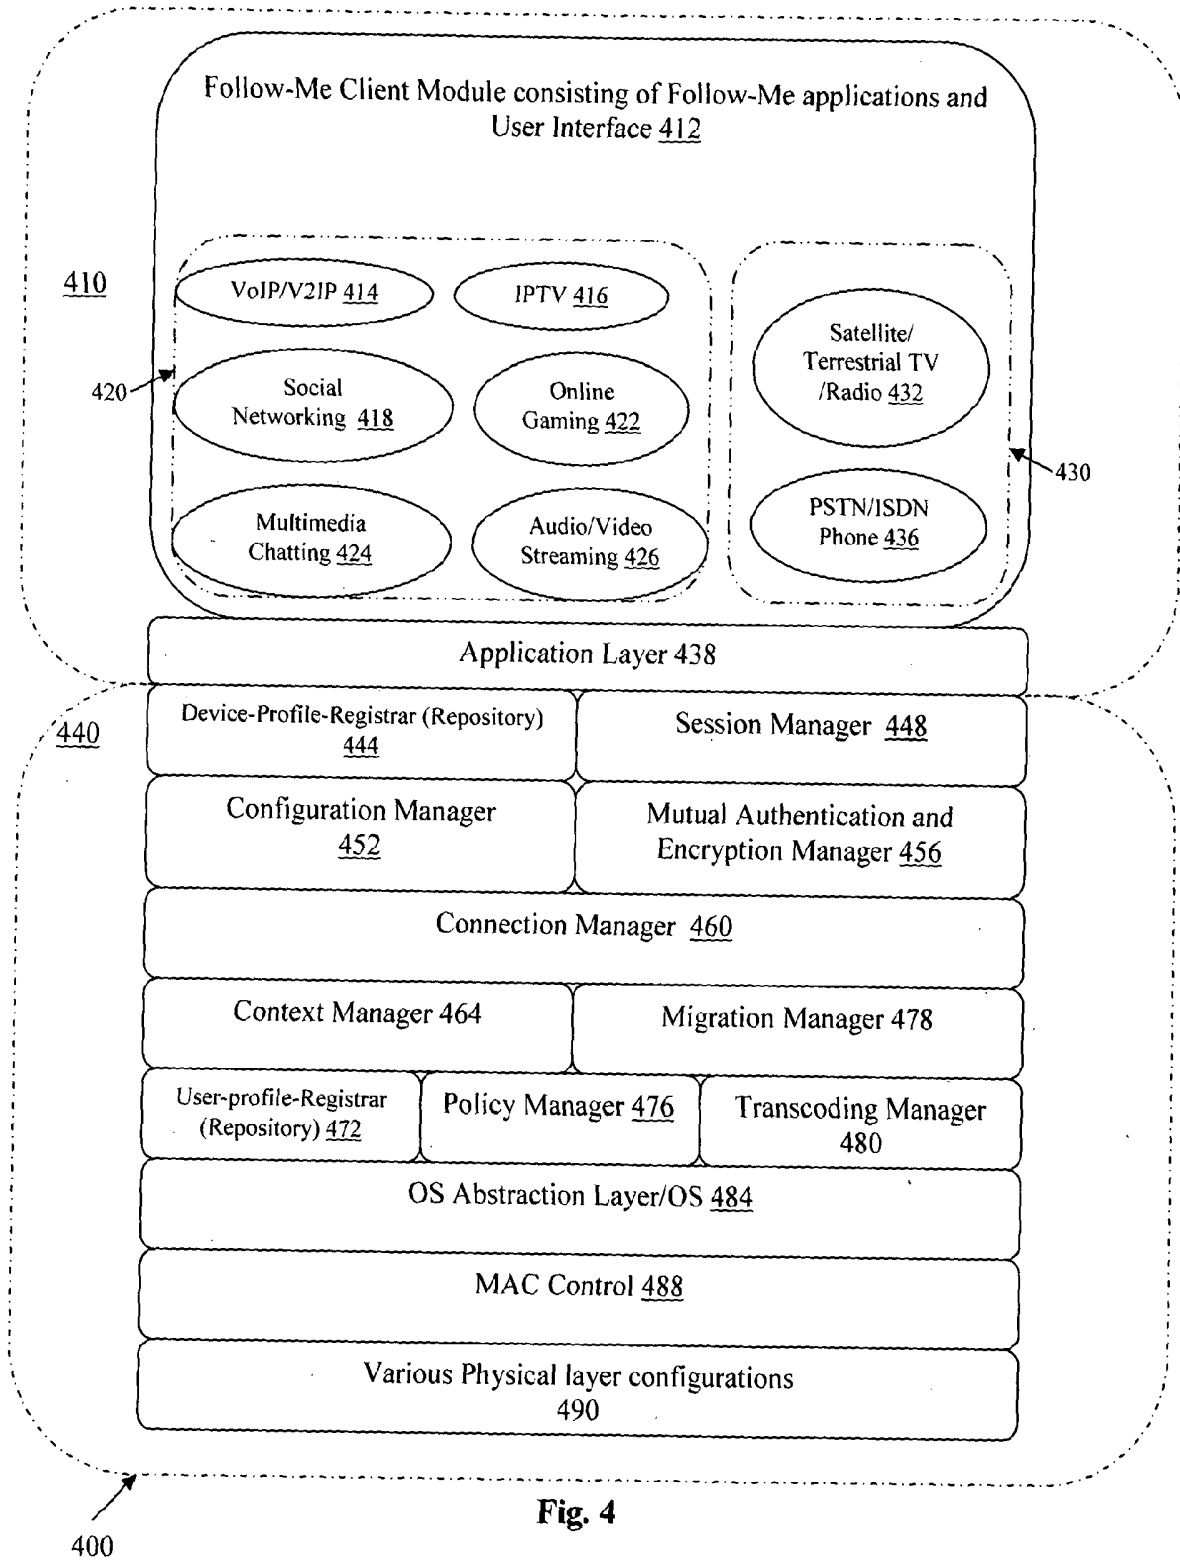 Follow-Me Client Module consisting of Follow-Me applications and
User Interface 412
410
VoIP/V2IP 414
IPTV 416
Satellite/
Terrestrial TV
/Radio 432
420
Social
Networking 418
Online
Gaming 422
430
Multimedia
Chatting 424
Audio/Video
Streaming 426
PSTN/ISDN
Phone 436
Application Layer 438
440
Device-Profile-Registrar (Repository)
444
Session Manager 448
Configuration Manager
452
Mutual Authentication and
Encryption Manager 456
Connection Manager 460
Context Manager 464
Migration Manager 478
User-profile-Registrar
(Repository) 472
Policy Manager 476
Transcoding Manager
480
OS Abstraction Layer/OS 484
MAC Control 488
Various Physical layer configurations
490
Fig. 4
400